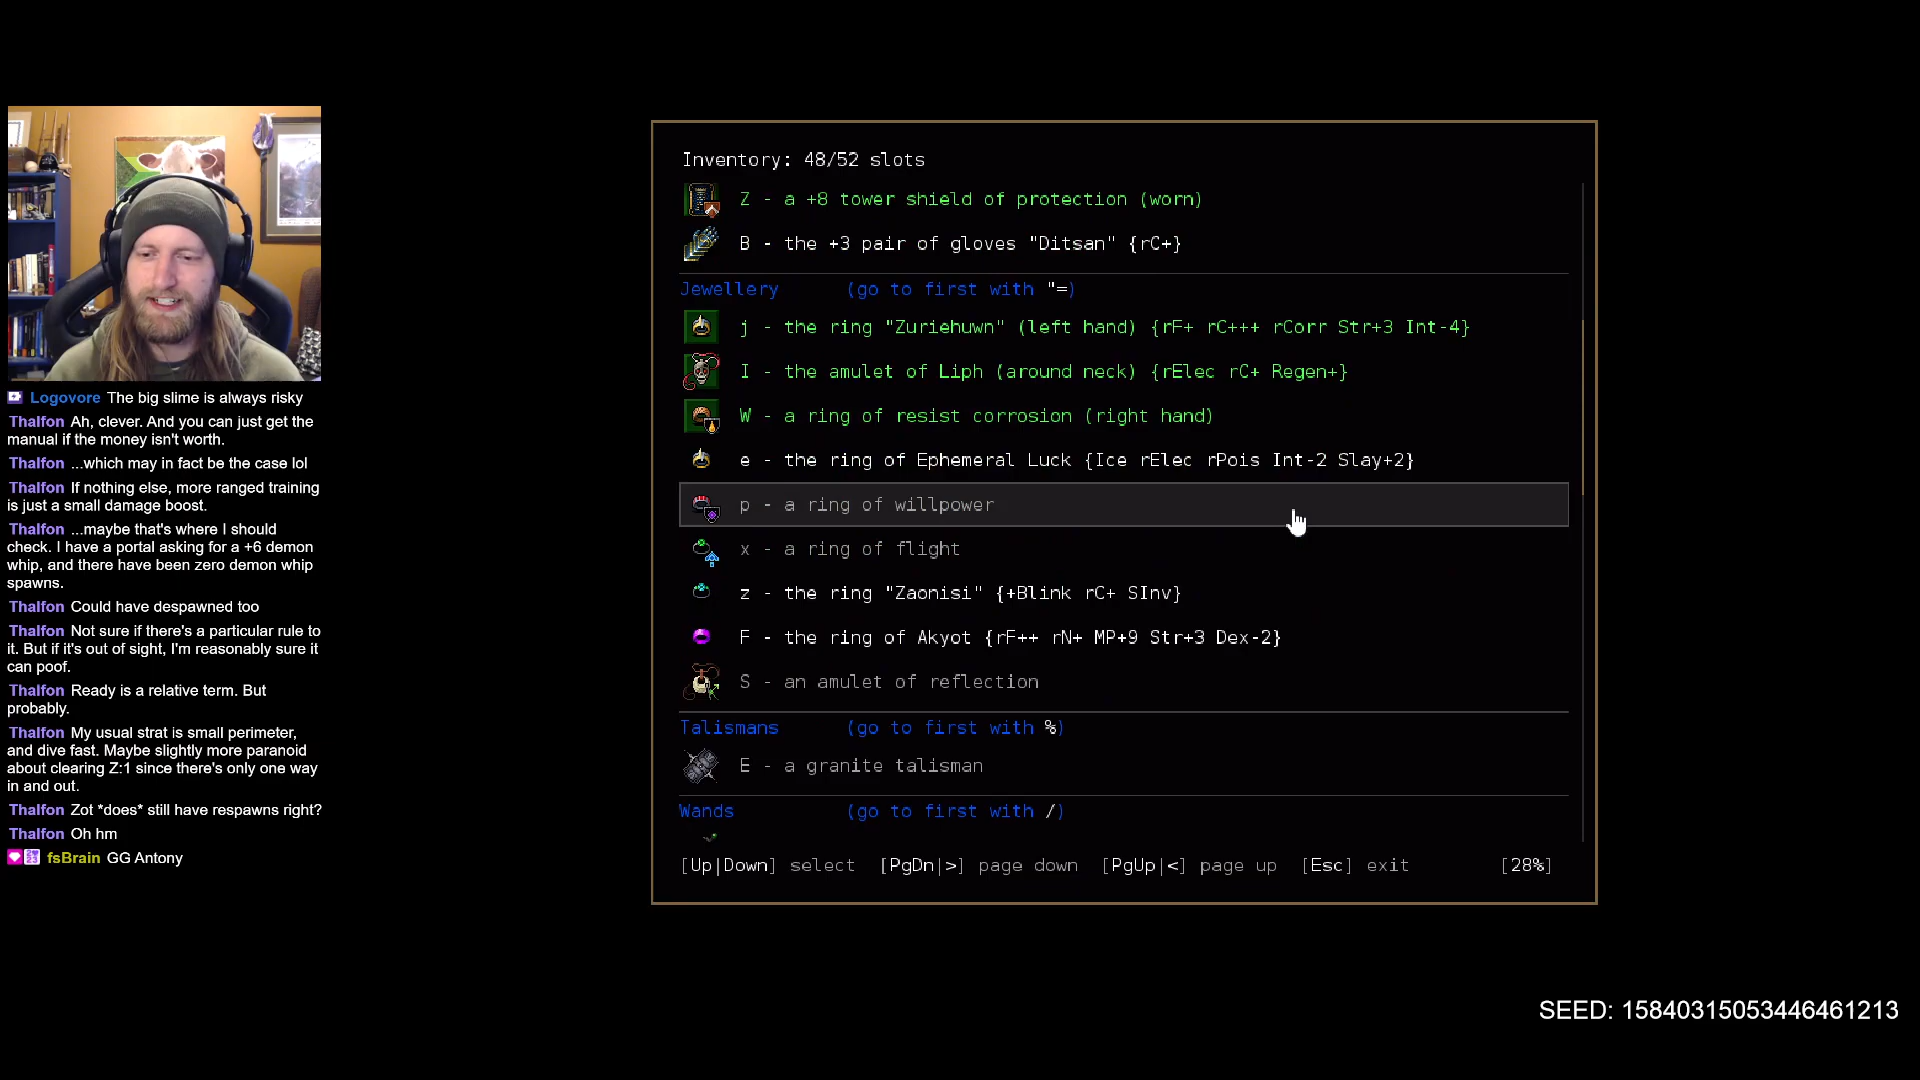 Logovore The big slime is always risky
Thalfon Ah, clever. And you can just get the
manual if the money isn't worth.
Thalfon ...which may in fact be the case lol
Thalfon If nothing else, more ranged training
is just a small damage boost.
Thalfon ...maybe that's where I should
check. I have a portal asking for a +6 demon
whip, and there have been zero demon whip
spawns.
Thalfon Could have despawned too
Thalfon Not sure if there's a particular rule to
it. But if it's out of sight, I'm reasonably sure it
can poof.
Thalfon Ready is a relative term. But
probably.
Thalfon My usual strat is small perimeter,
and dive fast. Maybe slightly more paranoid
about clearing Z:1 since there's only one way
in and out.
Thalfon Zot *does* still have respawns right?
Thalfon Oh hm
fsBrain GG Antony
Inventory: 48/52 slots
Z - a +8 tower shield of protection (worn)
B - the +3 pair of gloves "Ditsan" {rC+}
Jewellery (go to first with "=)
j - the ring "Zuriehuwn" (left hand) {rF+ rC+++ rCorr Str+3 Int-4}
I - the amulet of Liph (around neck) {rElec rC+ Regen+}
W - a ring of resist corrosion (right hand)
e - the ring of Ephemeral Luck {Ice rElec rPois Int-2 Slay+2}
p - a ring of willpower
x - a ring of flight
z - the ring "Zaonisi" {+Blink rC+ SInv}
F - the ring of Akyot {rF++ rN+ MP+9 Str+3 Dex-2}
S - an amulet of reflection
Talismans (go to first with %)
E - a granite talisman
Wands (go to first with /)
[Up|Down] select [PgDn|>] page down [PgUp|<] page up [Esc] exit [28%]
SEED: 15840315053446461213